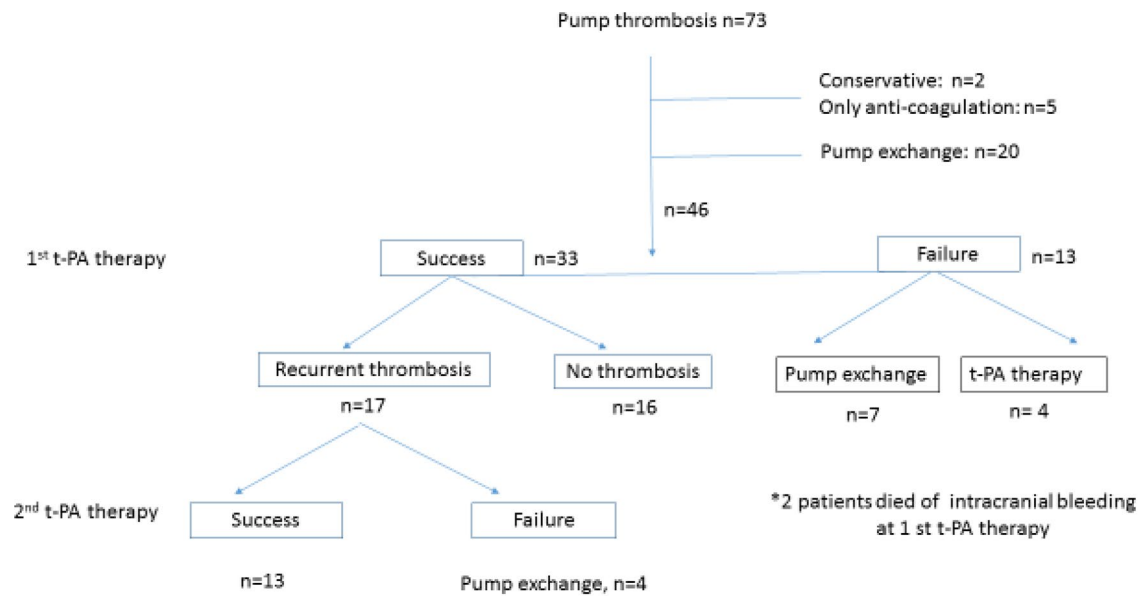 Pump thrombosis n=73
Conservative: n=2
Only anti-coagulation: n=5
Pump exchange: n=20
n=46
1st t-PA therapy
Success
n=33
Failure
n=13
Recurrent thrombosis
No thrombosis
Pump exchange
t-PA therapy
n=17
n=16
n=7
n= 4
2nd t-PA therapy
Success
Failure
*2 patients died of intracranial bleeding
at 1 st t-PA therapy
n=13
Pump exchange, n=4